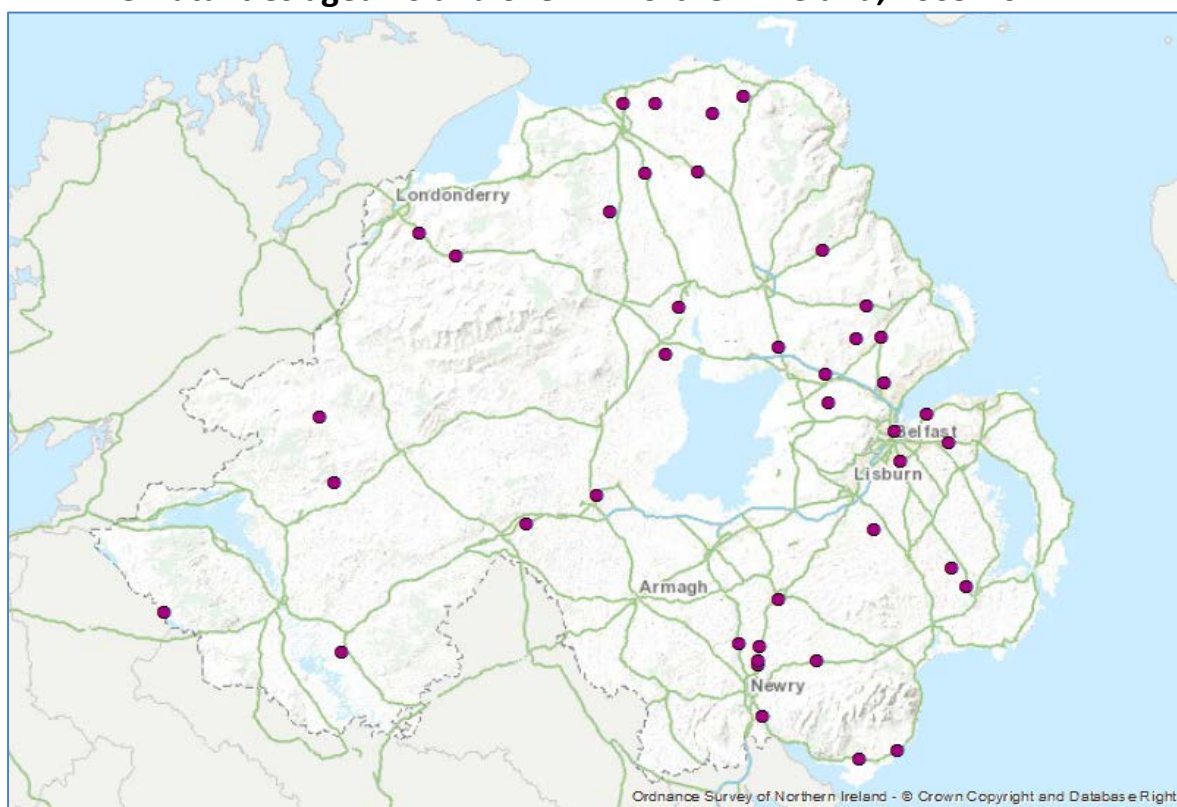 Londonderry
Belfast
Lisburn
Armagh
Newry
Ordnance Survey of Northern Ireland - © Crown Copyright and Database Right